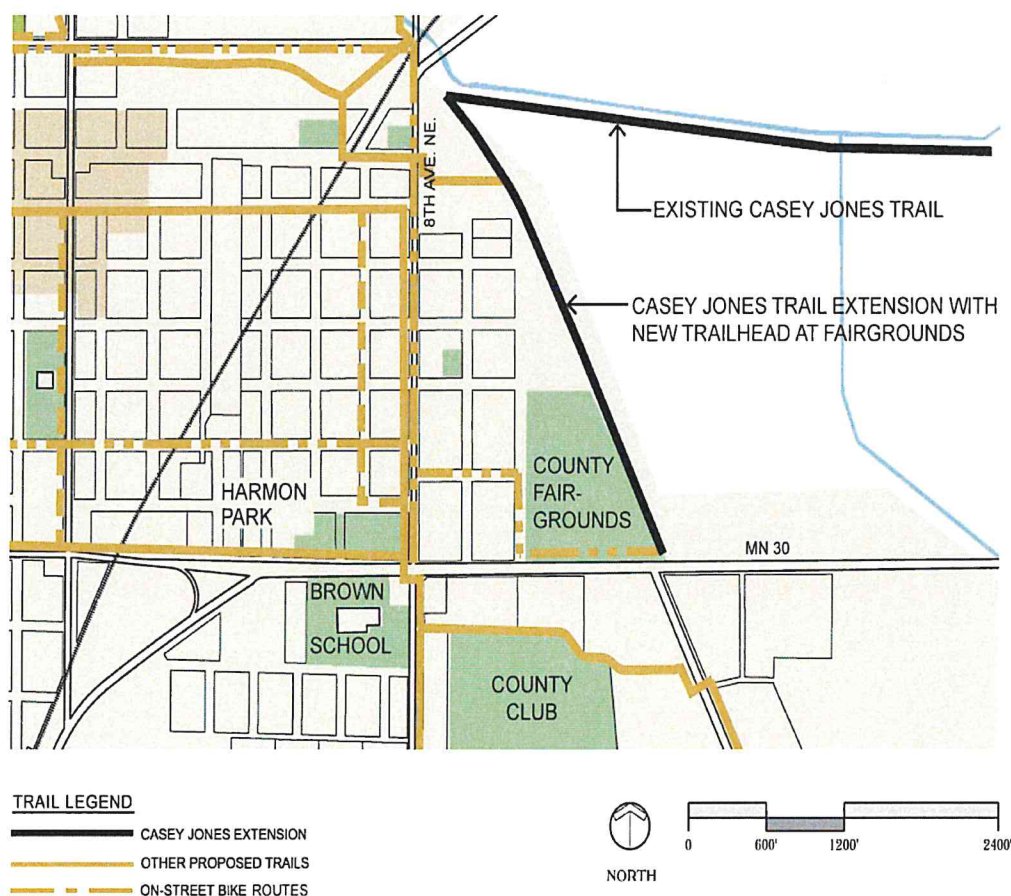 8TH AVE. NE.
EXISTING CASEY JONES TRAIL
CASEY JONES TRAIL EXTENSION WITH
NEW TRAILHEAD AT FAIRGROUNDS
COUNTY
FAIR-
GROUNDS
HARMON
PARK
MN 30
BROWN
SCHOOL
COUNTY
CLUB
TRAIL LEGEND
CASEY JONES EXTENSION
OTHER PROPOSED TRAILS
ON-STREET BIKE ROUTES
NORTH
0 600' 1200' 2400'